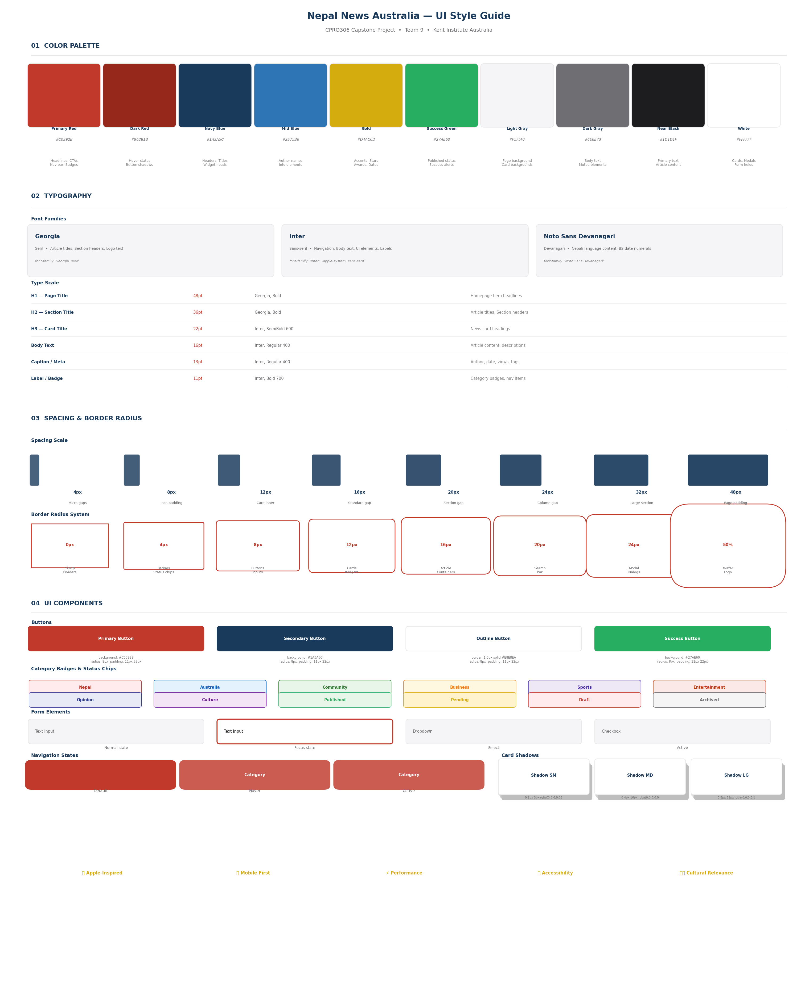 Nepal News Australia — UI Style Guide
CPRO306 Capstone Project • Team 9 • Kent Institute Australia
01 COLOR PALETTE
Primary Red
#C0392B
Headlines, CTAs
Nav bar, Badges
Dark Red
#96281B
Hover states
Button shadows
Navy Blue
#1A3A5C
Headers, Titles
Widget heads
Mid Blue
#2E75B6
Author names
Info elements
Gold
#D4AC0D
Accents, Stars
Awards, Dates
Success Green
#27AE60
Published status
Success alerts
Light Gray
#F5F5F7
Page background
Card backgrounds
Dark Gray
#6E6E73
Body text
Muted elements
Near Black
#1D1D1F
Primary text
Article content
White
#FFFFFF
Cards, Modals
Form fields
02 TYPOGRAPHY
Font Families
Georgia
Serif • Article titles, Section headers, Logo text
font-family: Georgia, serif
Inter
Sans-serif • Navigation, Body text, UI elements, Labels
font-family: 'Inter', -apple-system, sans-serif
Noto Sans Devanagari
Devanagari • Nepali language content, BS date numerals
font-family: 'Noto Sans Devanagari'
Type Scale
H1 — Page Title 48pt Georgia, Bold Homepage hero headlines
H2 — Section Title 36pt Georgia, Bold Article titles, Section headers
H3 — Card Title 22pt Inter, SemiBold 600 News card headings
Body Text 16pt Inter, Regular 400 Article content, descriptions
Caption / Meta 13pt Inter, Regular 400 Author, date, views, tags
Label / Badge 11pt Inter, Bold 700 Category badges, nav items
03 SPACING & BORDER RADIUS
Spacing Scale
4px
Micro gaps
8px
Icon padding
12px
Card inner
16px
Standard gap
20px
Section gap
24px
Column gap
32px
Large section
48px
Page padding
Border Radius System
0px
Sharp
Dividers
4px
Badges
Status chips
8px
Buttons
Inputs
12px
Cards
Widgets
16px
Article
Containers
20px
Search
bar
24px
Modal
Dialogs
50%
Avatar
Logo
04 UI COMPONENTS
Buttons
Primary Button
background: #C0392B
radius: 8px padding: 11px 22px
Secondary Button
background: #1A3A5C
radius: 8px padding: 11px 22px
Outline Button
border: 1.5px solid #E8E8EA
radius: 8px padding: 11px 22px
Success Button
background: #27AE60
radius: 8px padding: 11px 22px
Category Badges & Status Chips
Nepal Australia Community Business Sports Entertainment
Opinion Culture Published Pending Draft Archived
Form Elements
Text Input
Normal state
Text Input
Focus state
Dropdown
Select
Checkbox
Active
Navigation States
Default
Category
Hover
Category
Active
Card Shadows
Shadow SM
0 1px 3px rgba(0,0,0,0.06
Shadow MD
0 4px 16px rgba(0,0,0,0.0
Shadow LG
0 8px 32px rgba(0,0,0,0.1
Apple-Inspired
Mobile First
⚡ Performance
Accessibility
Cultural Relevance